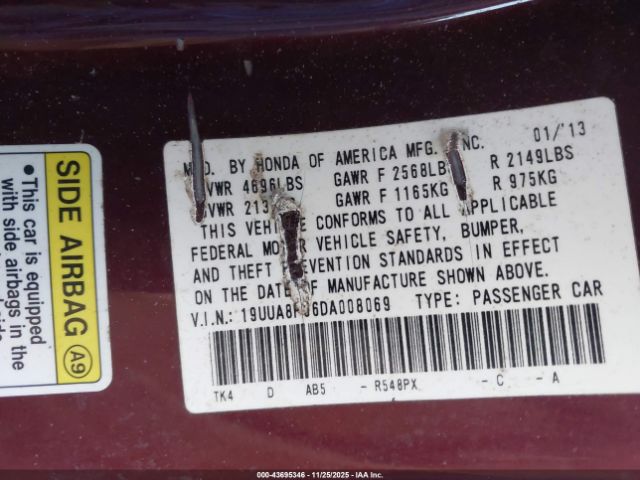 MFD. BY HONDA OF AMERICA MFG. INC. 01/'13
GVWR 4696LBS GAWR F 2568LBS R 2149LBS
GVWR GAWR F 1165KG R 975KG
THIS VEHICLE CONFORMS TO ALL APPLICABLE
FEDERAL MOTOR VEHICLE SAFETY, BUMPER,
AND THEFT PREVENTION STANDARDS IN EFFECT
ON THE DATE OF MANUFACTURE SHOWN ABOVE.
V.I.N.: TYPE: PASSENGER CAR
TK4 D AB5 - R548PX - C - A
SIDE AIRBAG A9
• This car is equipped
with side airbags in the
000-43695346 - 11/25/2025 - IAA Inc.